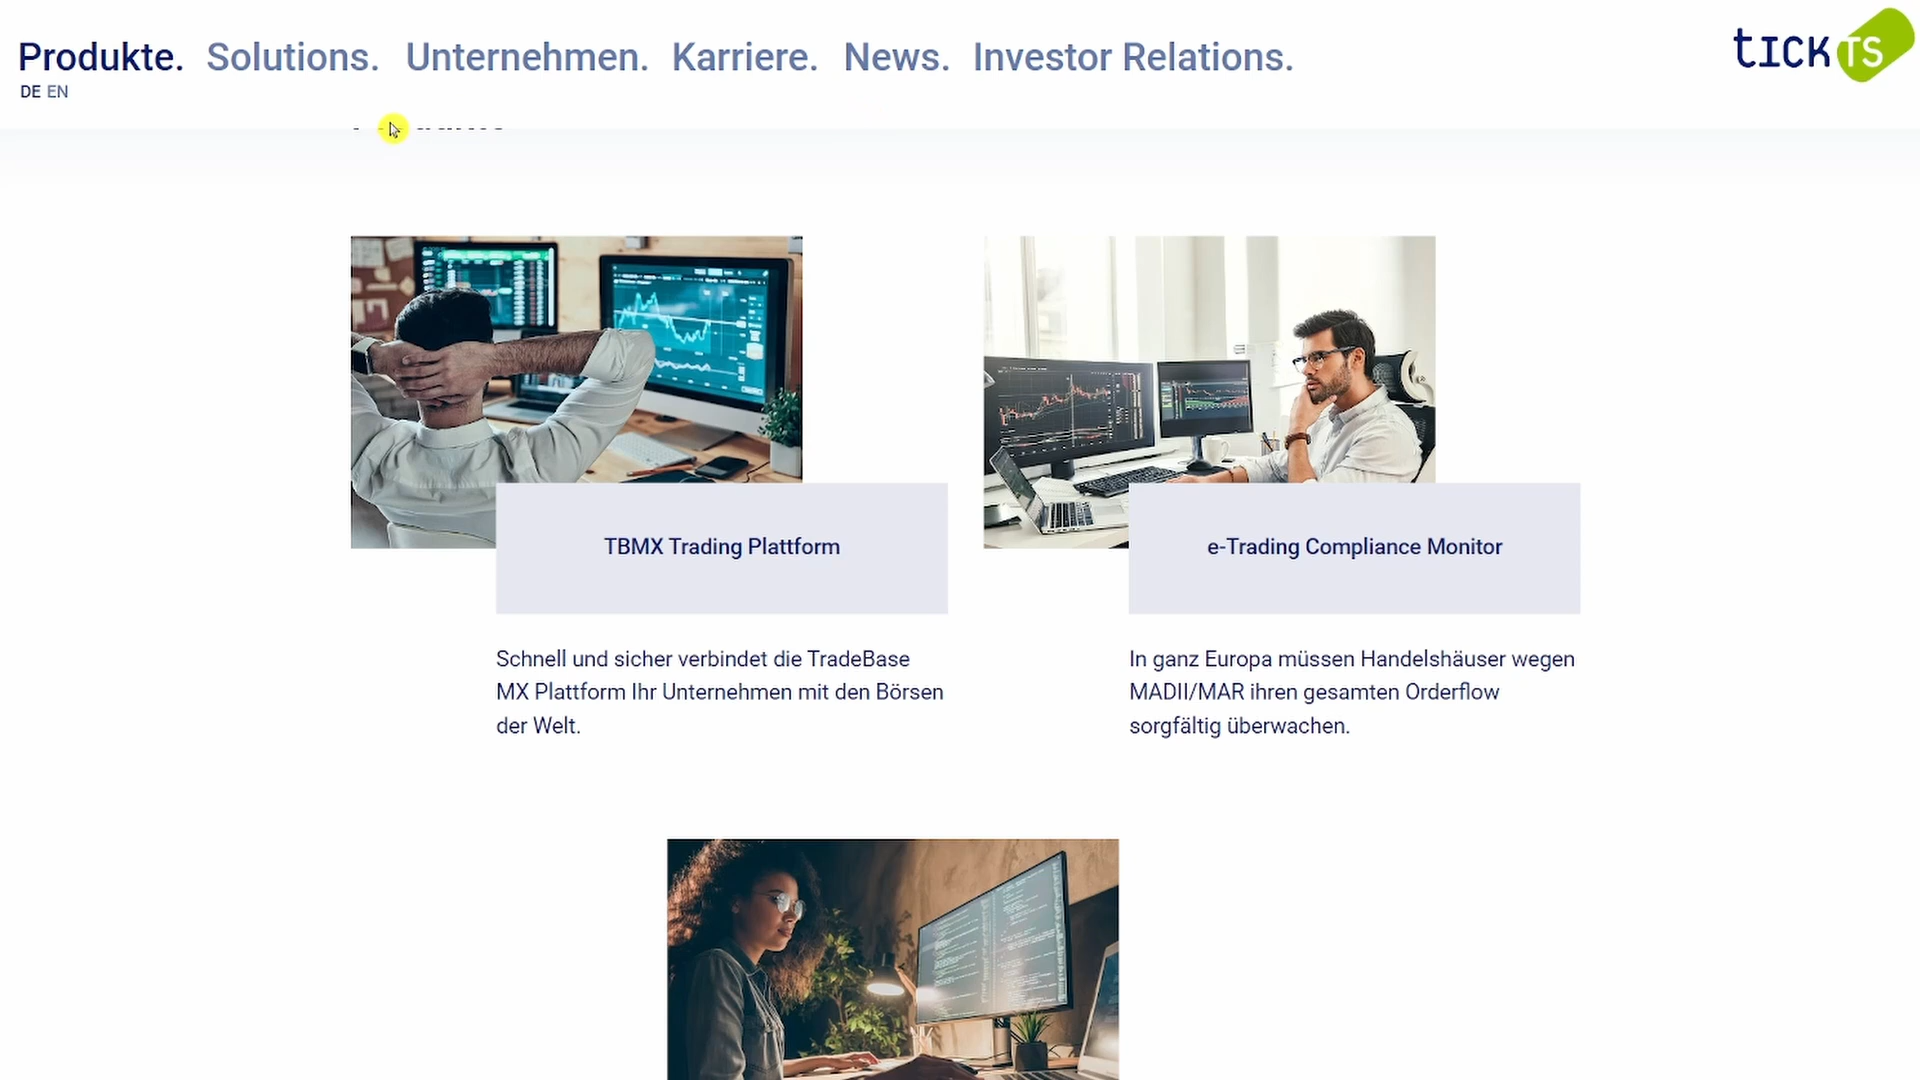 Produkte. Solutions. Unternehmen. Karriere. News. Investor Relations.
DE EN
tick TS
TBMX Trading Plattform
Schnell und sicher verbindet die TradeBase
MX Plattform Ihr Unternehmen mit den Börsen
der Welt.
e-Trading Compliance Monitor
In ganz Europa müssen Handelshäuser wegen
MADII/MAR ihren gesamten Orderflow
sorgfältig überwachen.